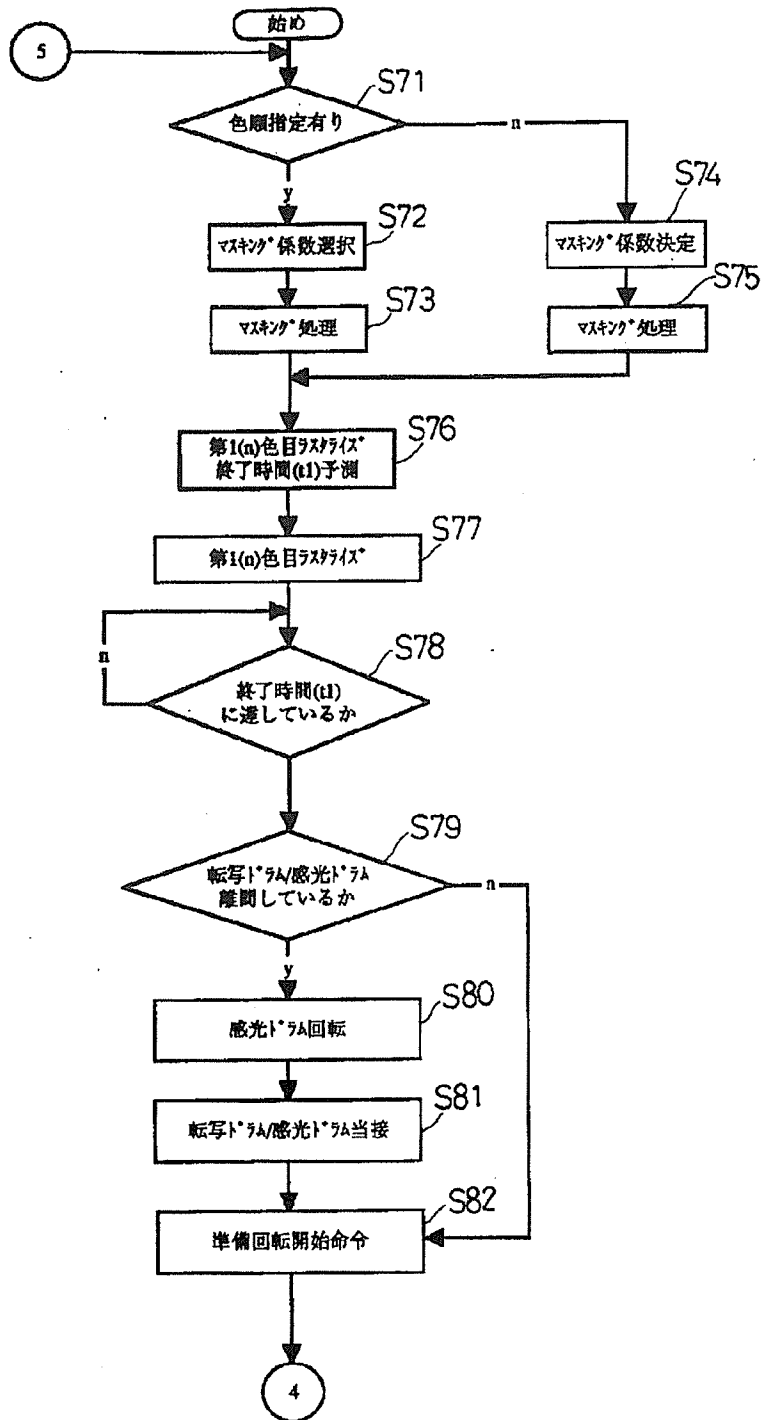 始め
5
S71
色順指定有り
n
y
S72
マスキング係数選択
S74
マスキング係数決定
S73
マスキング処理
S75
マスキング処理
S76
第1(n)色目ラスタライズ
終了時間(t1)予測
S77
第1(n)色目ラスタライズ
n
S78
終了時間(t1)
に達しているか
S79
転写ドラム/感光ドラム
離間しているか
n
y
S80
感光ドラム回転
S81
転写ドラム/感光ドラム当接
S82
準備回転開始命令
4